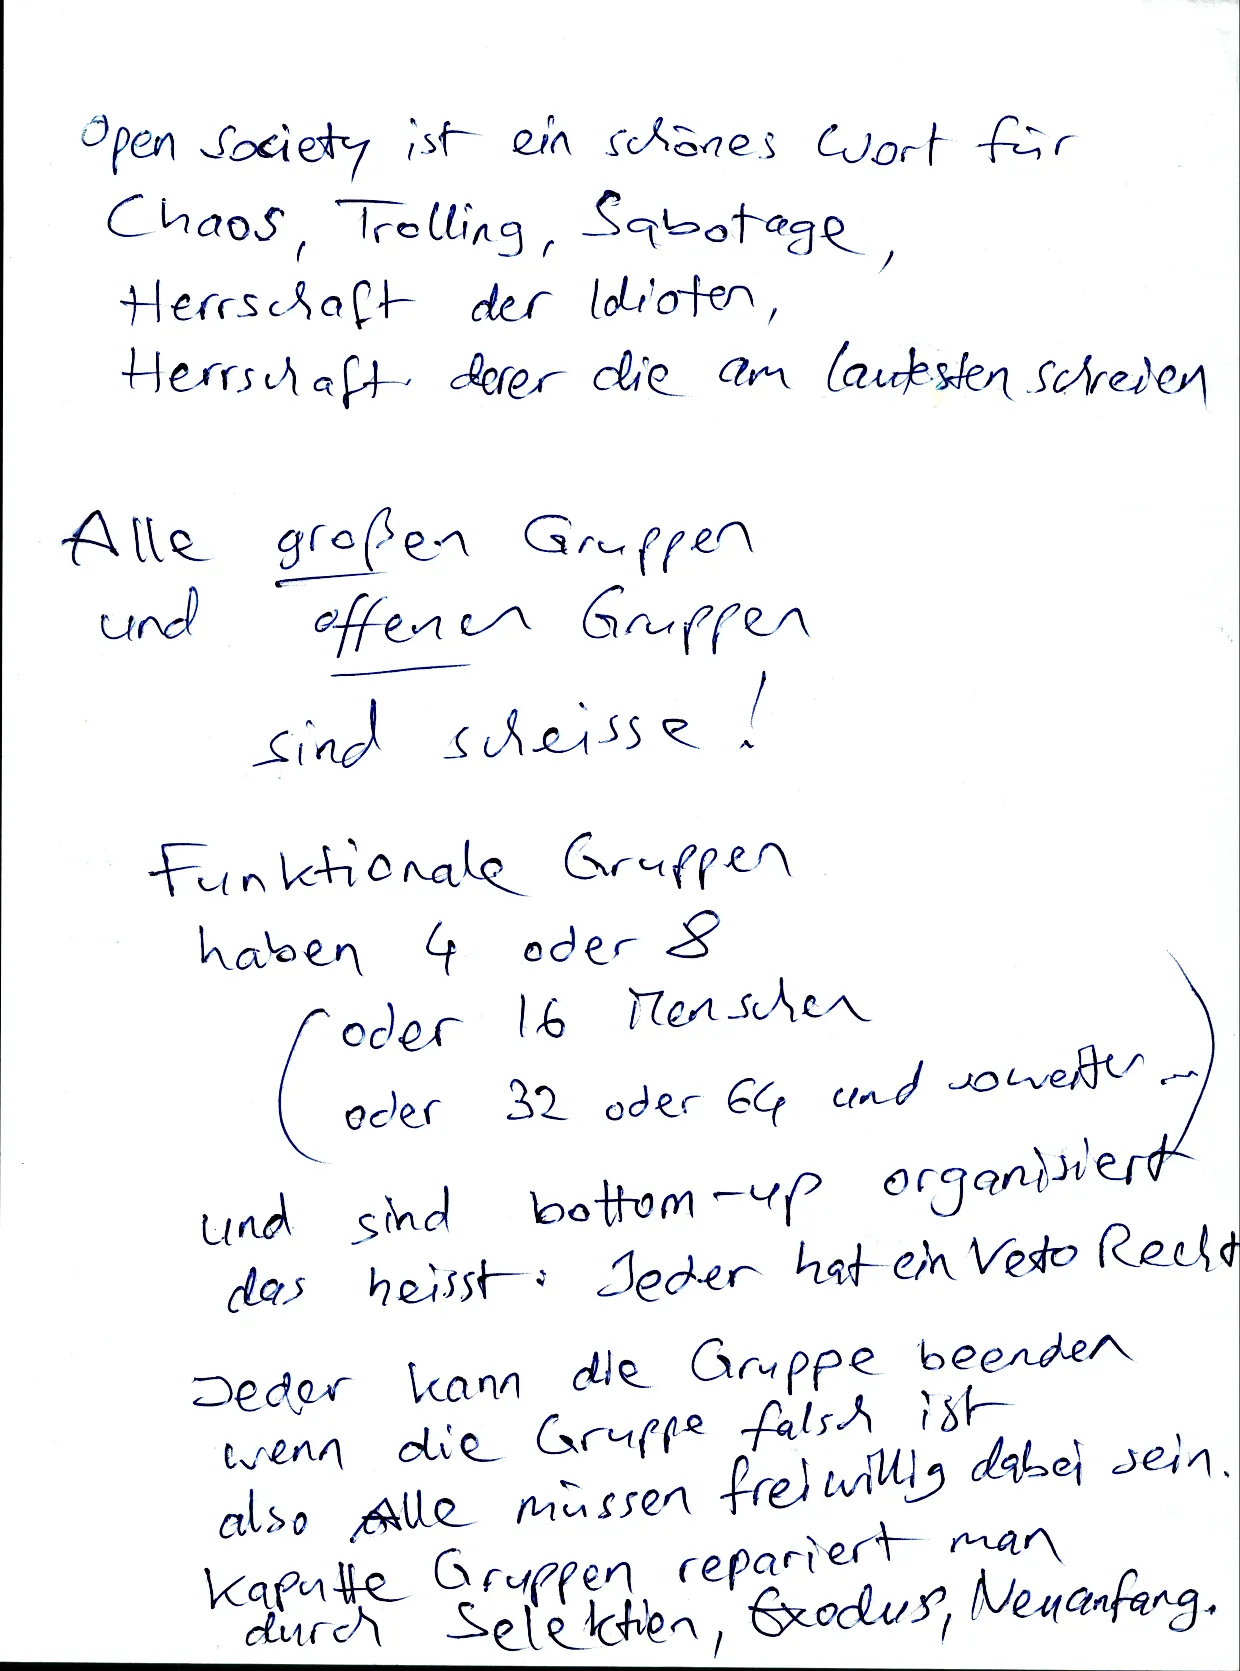 Open Society ist ein schönes Wort für
Chaos, Trolling, Sabotage,
Herrschaft der Idioten,
Herrschaft derer die am lautesten schreien
Alle großen Gruppen
und offenen Gruppen
sind scheisse!
Funktionale Gruppen
haben 4 oder 8
(oder 16 Menschen
oder 32 oder 64 und soweiter...)
und sind bottom-up organisiert
das heisst: Jeder hat ein Veto Recht
Jeder kann die Gruppe beenden
wenn die Gruppe falsch ist
also Alle müssen freiwillig dabei sein.
Kaputte Gruppen repariert man
durch Selektion, Exodus, Neuanfang.